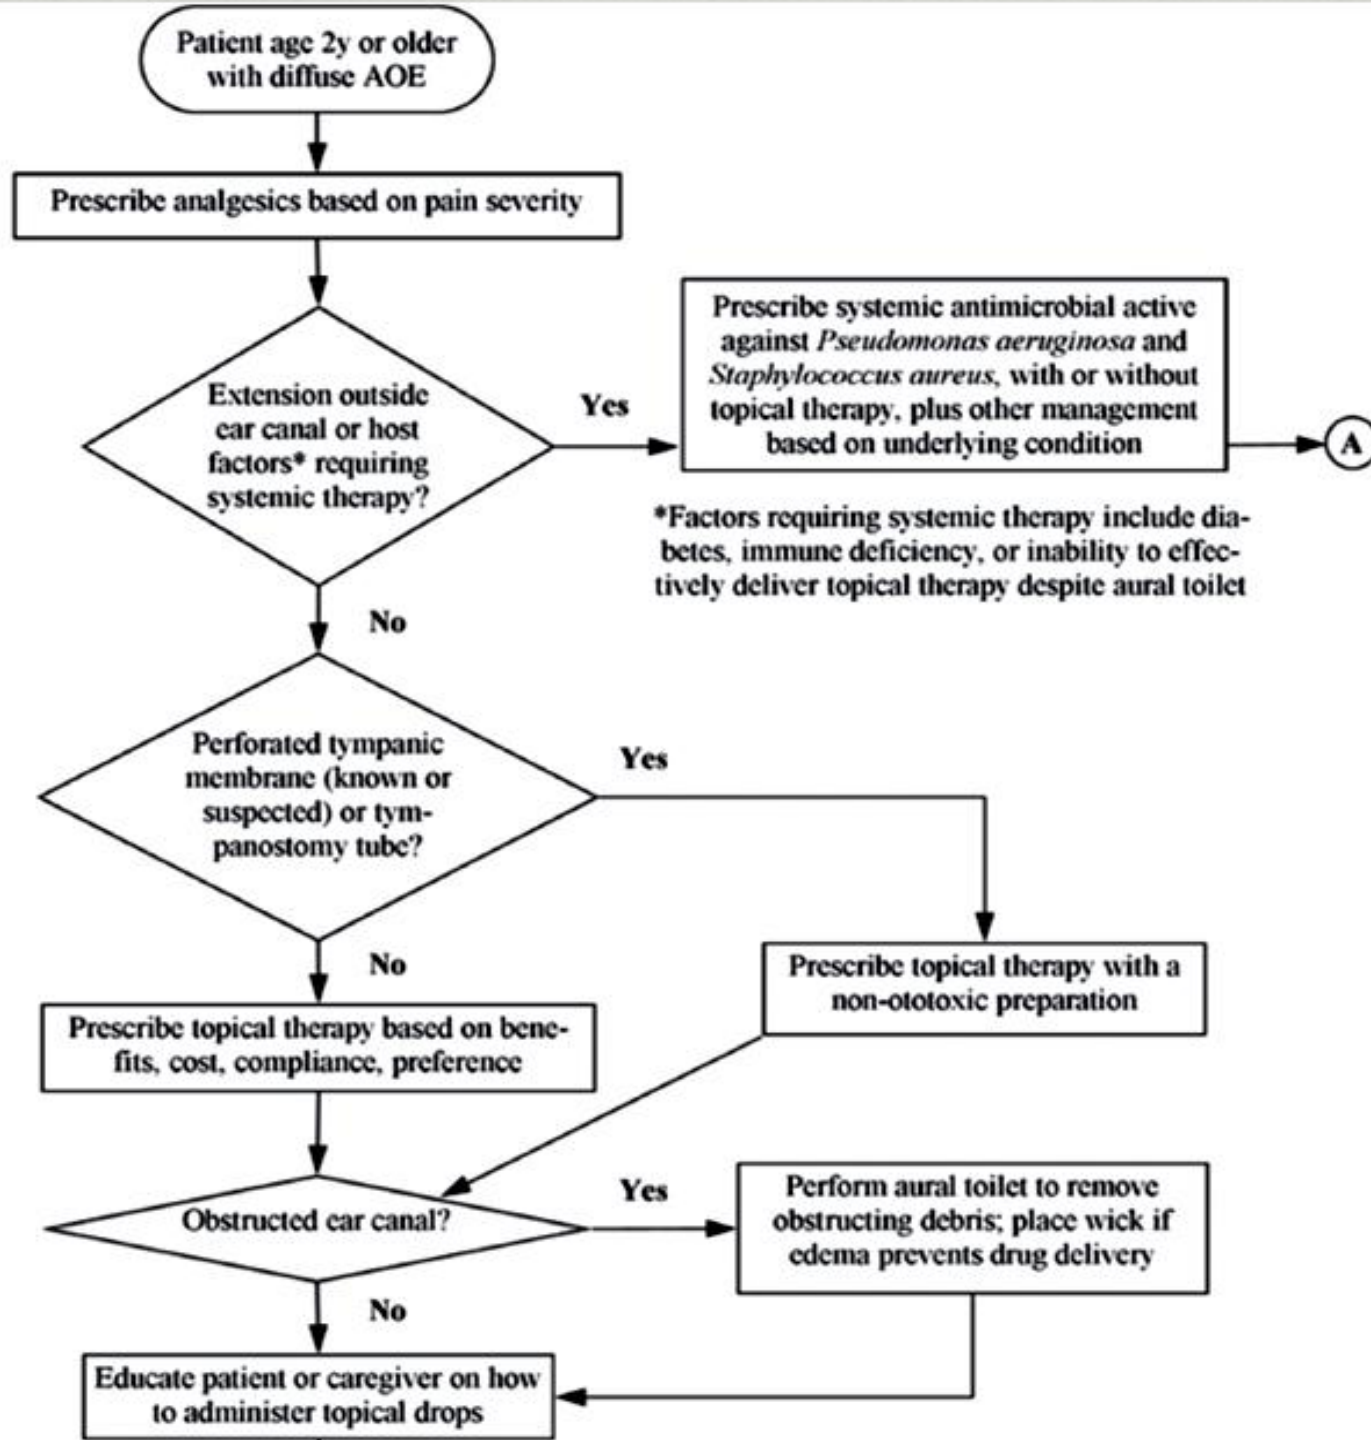 Patient age 2y or older
with diffuse AOE
Prescribe analgesics based on pain severity
Extension outside
ear canal or host
factors* requiring
systemic therapy?
Yes
Prescribe systemic antimicrobial active
against Pseudomonas aeruginosa and
Staphylococcus aureus, with or without
topical therapy, plus other management
based on underlying condition
A
*Factors requiring systemic therapy include dia-
betes, immune deficiency, or inability to effec-
tively deliver topical therapy despite aural toilet
No
Perforated tympanic
membrane (known or
suspected) or tym-
panostomy tube?
Yes
No
Prescribe topical therapy with a
non-ototoxic preparation
Prescribe topical therapy based on bene-
fits, cost, compliance, preference
Obstructed ear canal?
Yes
Perform aural toilet to remove
obstructing debris; place wick if
edema prevents drug delivery
No
Educate patient or caregiver on how
to administer topical drops